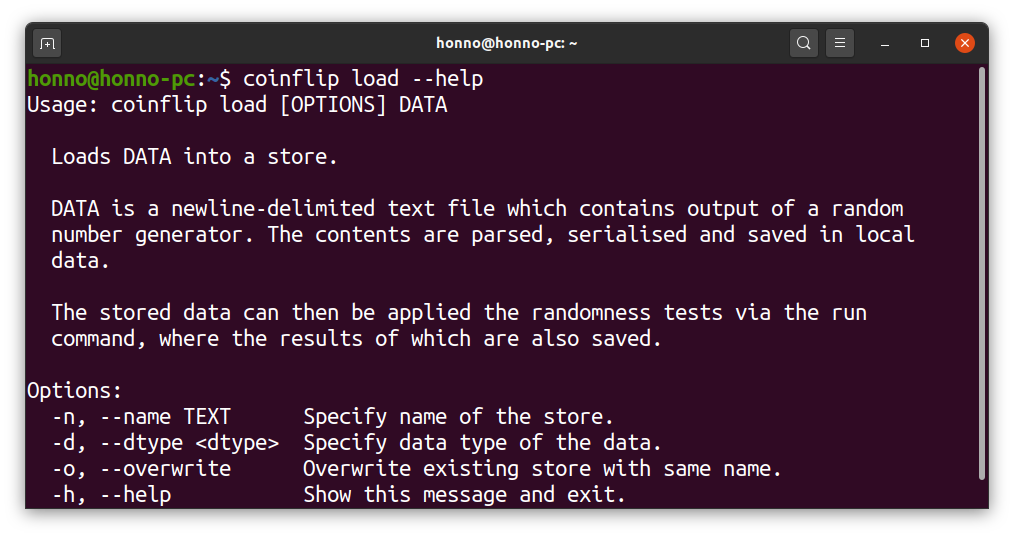 honno@honno-pc: ~
honno@honno-pc:~$ coinflip load --help
Usage: coinflip load [OPTIONS] DATA
Loads DATA into a store.
DATA is a newline-delimited text file which contains output of a random
number generator. The contents are parsed, serialised and saved in local
data.
The stored data can then be applied the randomness tests via the run
command, where the results of which are also saved.
Options:
-n, --name TEXT      Specify name of the store.
-d, --dtype <dtype>  Specify data type of the data.
-o, --overwrite      Overwrite existing store with same name.
-h, --help           Show this message and exit.